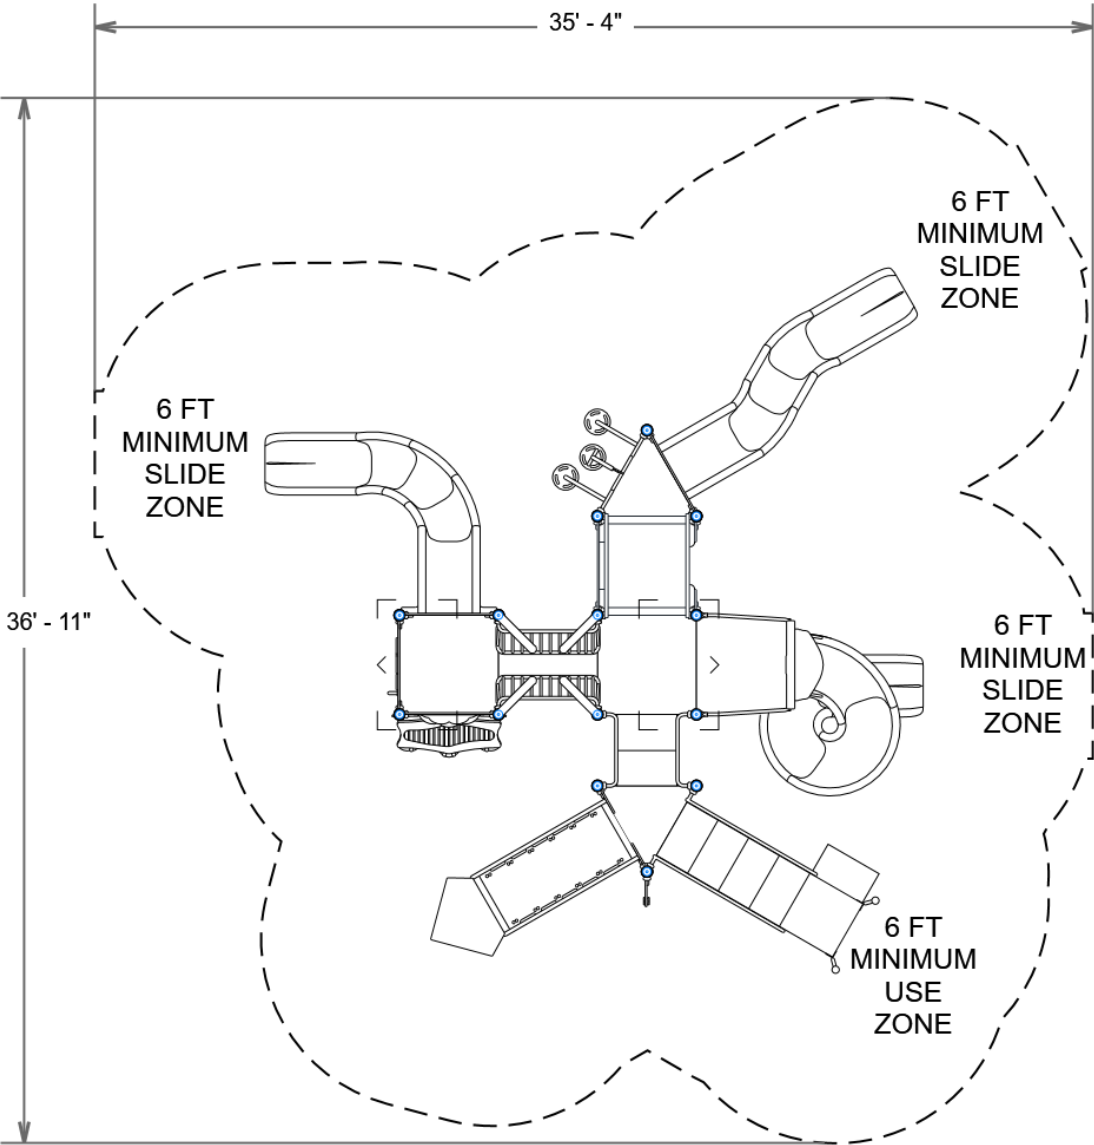 35' - 4"
6 FT
MINIMUM
SLIDE
ZONE
6 FT
MINIMUM
SLIDE
ZONE
36' - 11"
6 FT
MINIMUM
SLIDE
ZONE
6 FT
MINIMUM
USE
ZONE